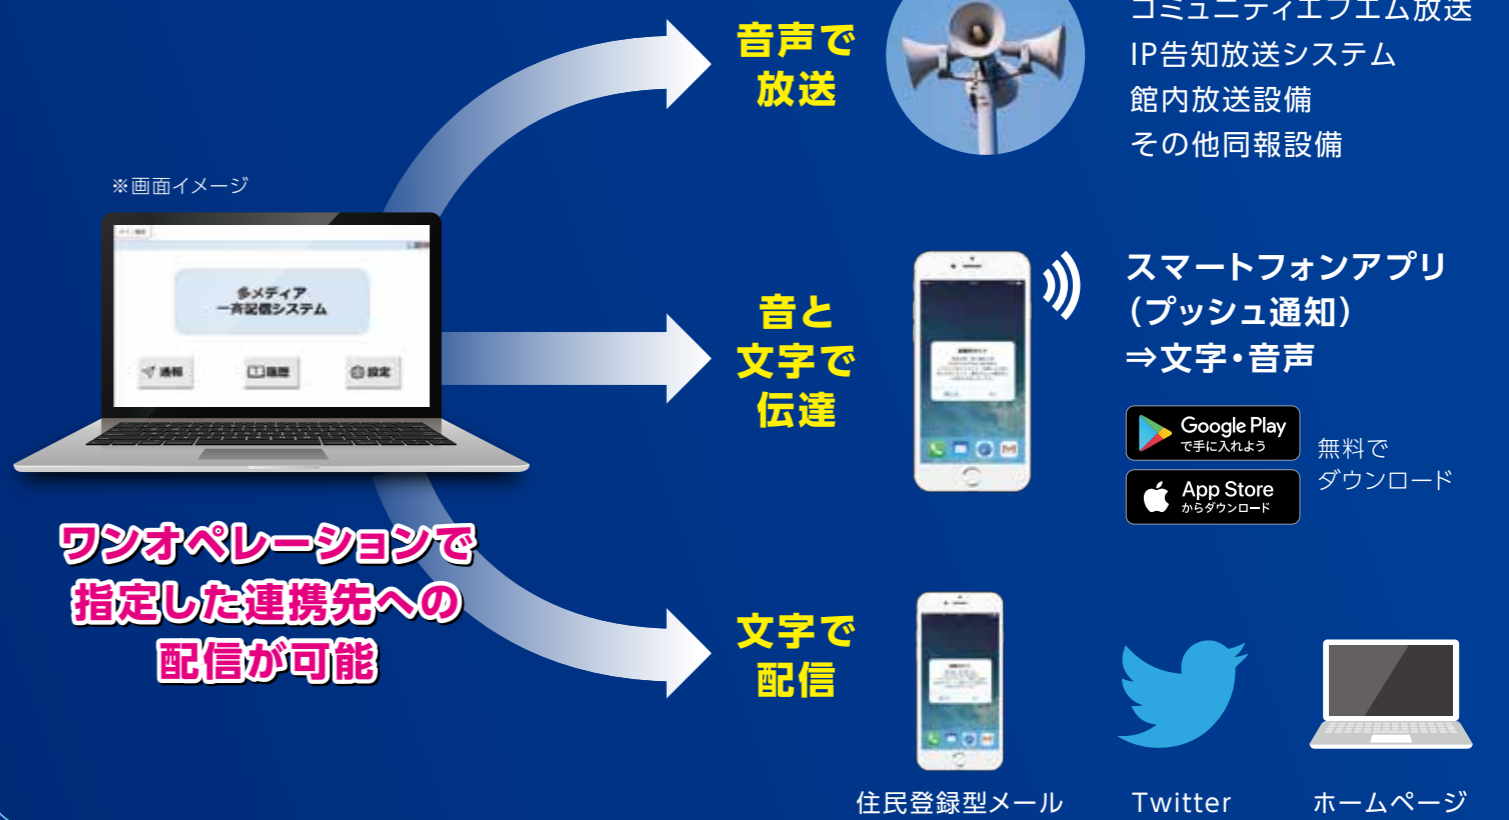 音声で
放送
コミュニティエフエム放送
IP告知放送システム
館内放送設備
その他同報設備
※画面イメージ
多メディア
一斉配信システム
通報
履歴
設定
ワンオペレーションで
指定した連携先への
配信が可能
音と
文字で
伝達
スマートフォンアプリ
(プッシュ通知)
⇒文字・音声
Google Play
で手に入れよう
App Store
からダウンロード
無料で
ダウンロード
文字で
配信
住民登録型メール
Twitter
ホームページ